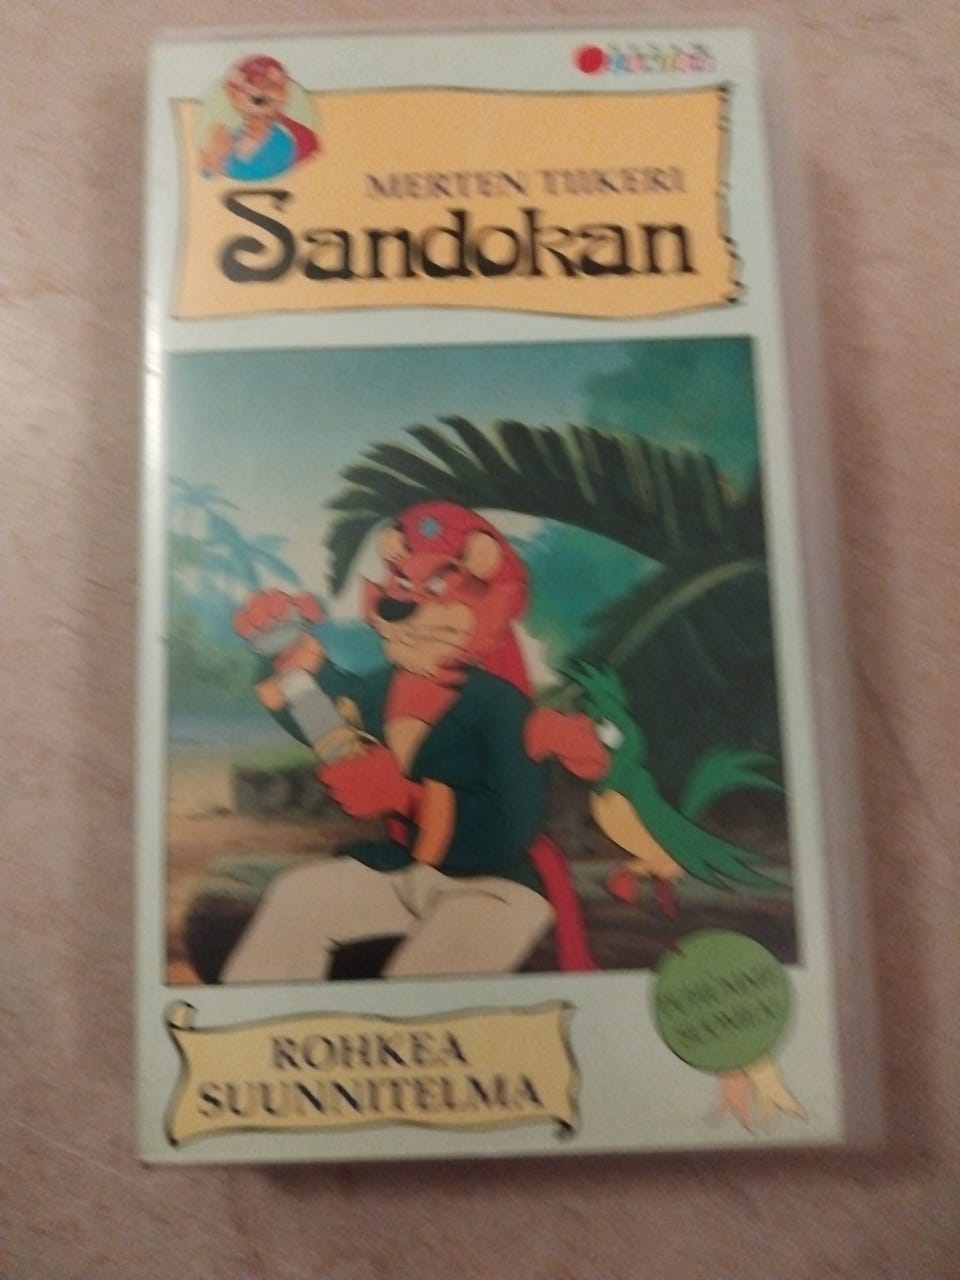 MERTEN TIIKERI
Sandokan
ROHKEA
SUUNNITELMA